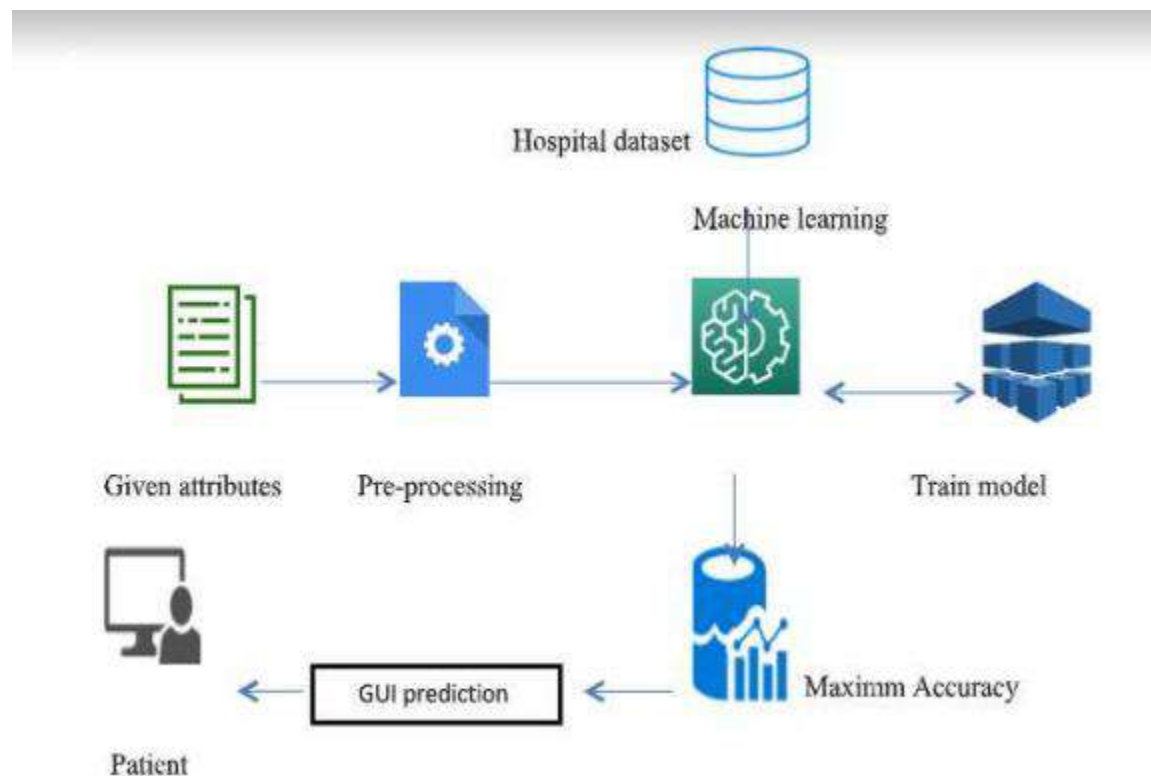 Hospital dataset
Machine learning
Given attributes
Pre-processing
Train model
Maximm Accuracy
GUI prediction
Patient